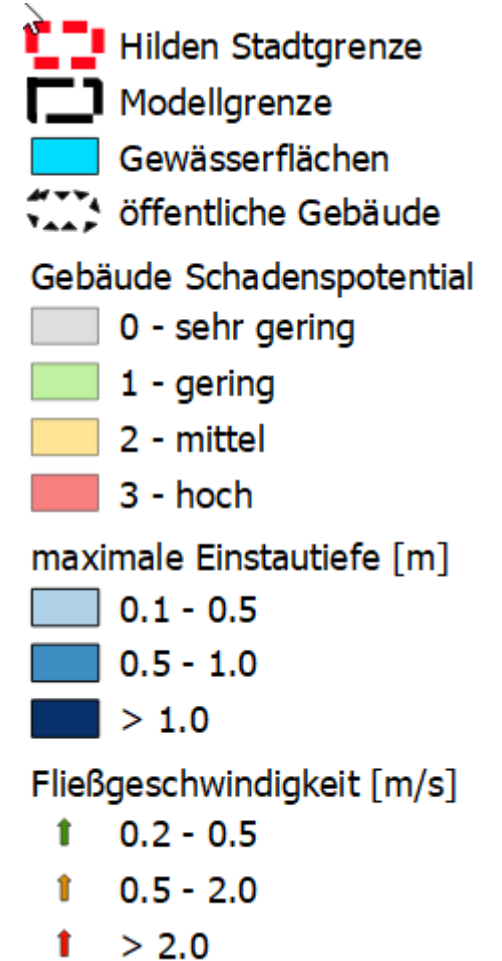 Hilden Stadtgrenze
Modellgrenze
Gewässerflächen
öffentliche Gebäude
Gebäude Schadenspotential
0 - sehr gering
1 - gering
2 - mittel
3 - hoch
maximale Einstautiefe [m]
0.1 - 0.5
0.5 - 1.0
> 1.0
Fließgeschwindigkeit [m/s]
0.2 - 0.5
0.5 - 2.0
> 2.0